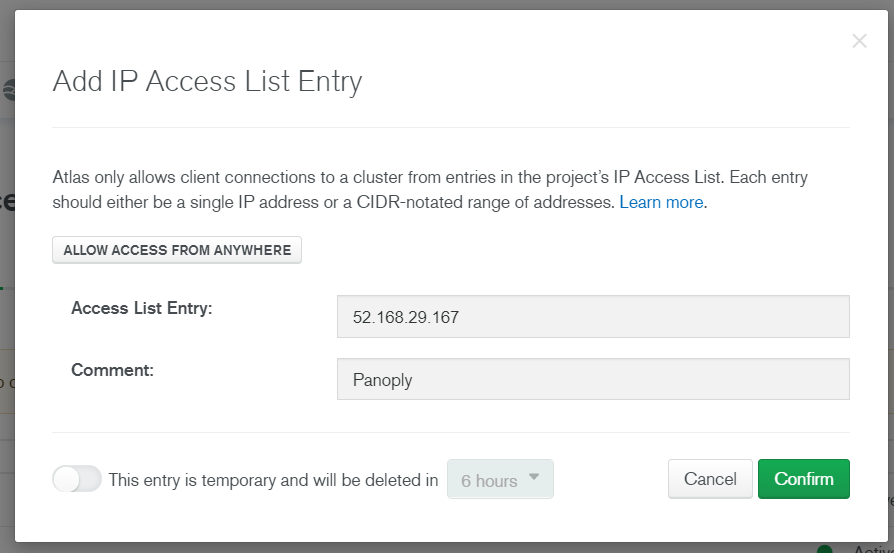 Add IP Access List Entry
Atlas only allows client connections to a cluster from entries in the project's IP Access List. Each entry
should either be a single IP address or a CIDR-notated range of addresses. Learn more.
ALLOW ACCESS FROM ANYWHERE
Access List Entry:
52.168.29.167
Comment:
Panoply
This entry is temporary and will be deleted in
6 hours
Cancel
Confirm